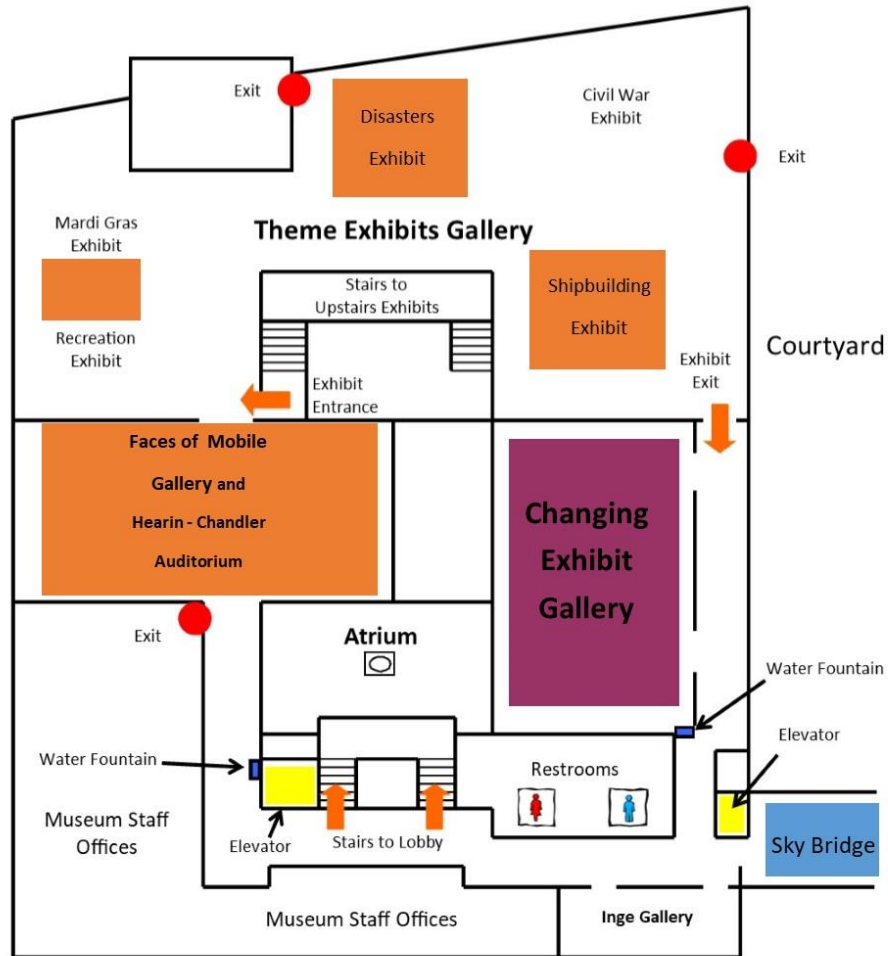 Exit
Disasters
Exhibit
Civil War
Exhibit
Exit
Mardi Gras
Exhibit
Theme Exhibits Gallery
Recreation
Exhibit
Stairs to
Upstairs Exhibits
Shipbuilding
Exhibit
Exhibit
Entrance
Exhibit
Exit
Courtyard
Faces of Mobile
Gallery and
Hearin - Chandler
Auditorium
Changing
Exhibit
Gallery
Exit
Atrium
Water Fountain
Water Fountain
Elevator
Restrooms
Museum Staff
Offices
Elevator
Stairs to Lobby
Sky Bridge
Museum Staff Offices
Inge Gallery